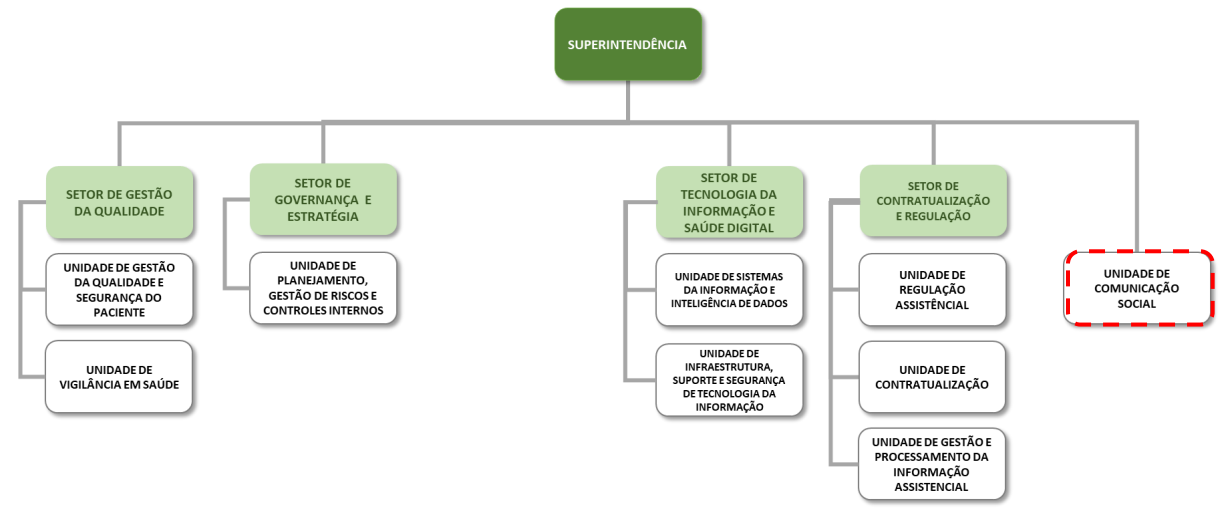 SUPERINTENDÊNCIA
SETOR DE GESTÃO
DA QUALIDADE
UNIDADE DE GESTÃO
DA QUALIDADE E
SEGURANÇA DO
PACIENTE
UNIDADE DE
VIGILÂNCIA EM SAÚDE
SETOR DE
GOVERNANÇA E
ESTRATÉGIA
UNIDADE DE
PLANEJAMENTO,
GESTÃO DE RISCOS E
CONTROLES INTERNOS
SETOR DE
TECNOLOGIA DA
INFORMAÇÃO E
SAÚDE DIGITAL
UNIDADE DE SISTEMAS
DA INFORMAÇÃO E
INTELIGÊNCIA DE DADOS
UNIDADE DE
INFRAESTRUTURA,
SUPORTE E SEGURANÇA
DE TECNOLOGIA DA
INFORMAÇÃO
SETOR DE
CONTRATUALIZAÇÃO
E REGULAÇÃO
UNIDADE DE
REGULAÇÃO
ASSISTÊNCIAL
UNIDADE DE
CONTRATUALIZAÇÃO
UNIDADE DE GESTÃO E
PROCESSAMENTO DA
INFORMAÇÃO
ASSISTENCIAL
UNIDADE DE
COMUNICAÇÃO
SOCIAL